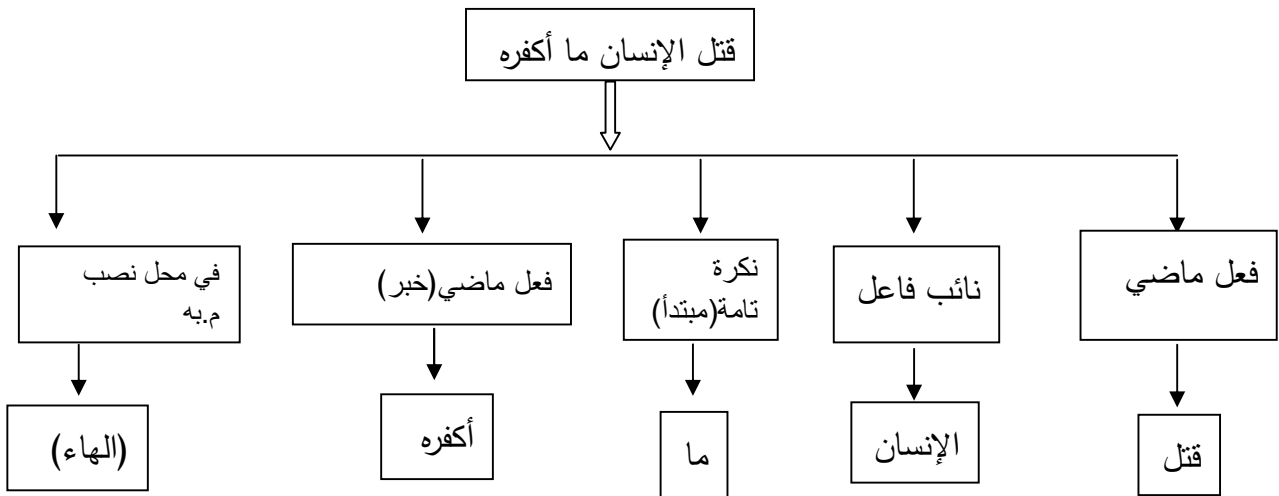 قتل الإنسان ما أكفره
فعل ماضي
نائب فاعل
نكرة
تامة(مبتدأ)
فعل ماضي(خبر)
في محل نصب
م.به
قتل
الإنسان
ما
أكفره
(الهاء)